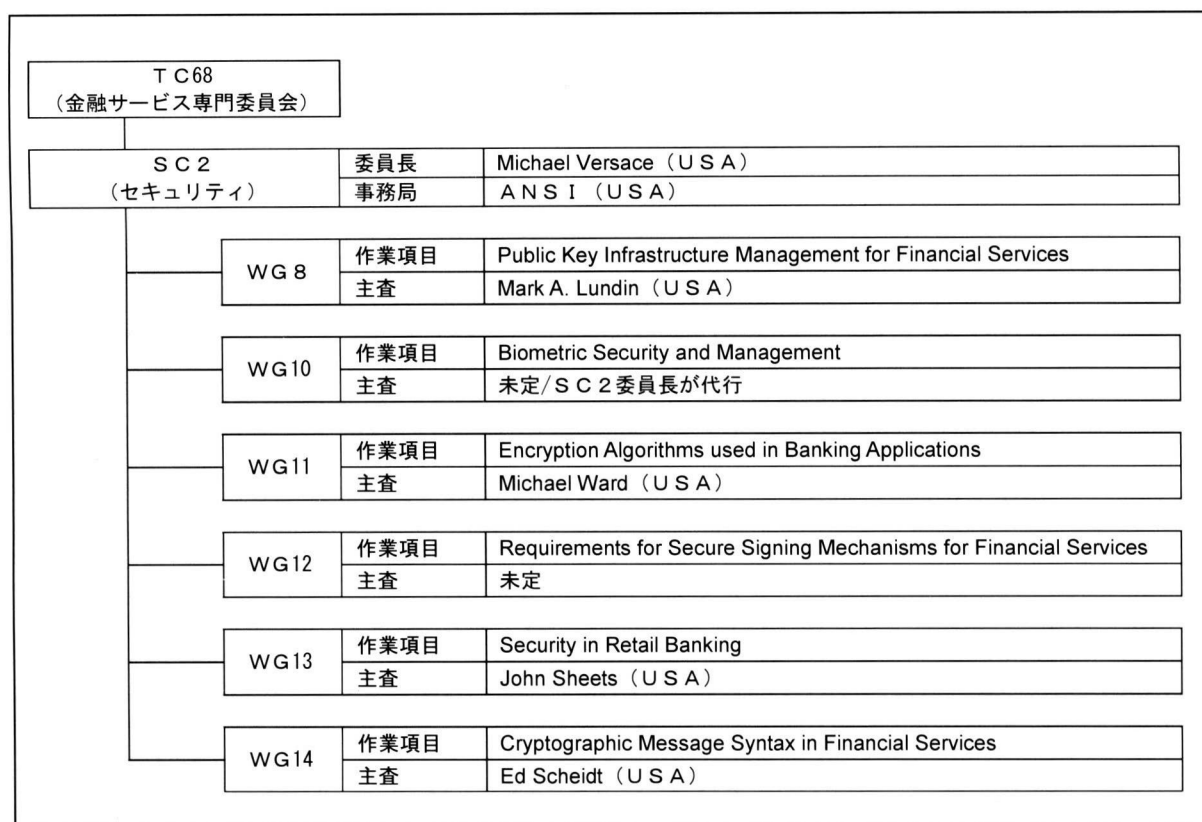 ＴＣ68
（金融サービス専門委員会）
ＳＣ２
（セキュリティ）
委員長 Michael Versace（ＵＳＡ）
事務局 ＡＮＳＩ（ＵＳＡ）
ＷＧ８
作業項目 Public Key Infrastructure Management for Financial Services
主査 Mark A. Lundin（ＵＳＡ）
ＷＧ10
作業項目 Biometric Security and Management
主査 未定/ＳＣ２委員長が代行
ＷＧ11
作業項目 Encryption Algorithms used in Banking Applications
主査 Michael Ward（ＵＳＡ）
ＷＧ12
作業項目 Requirements for Secure Signing Mechanisms for Financial Services
主査 未定
ＷＧ13
作業項目 Security in Retail Banking
主査 John Sheets（ＵＳＡ）
ＷＧ14
作業項目 Cryptographic Message Syntax in Financial Services
主査 Ed Scheidt（ＵＳＡ）